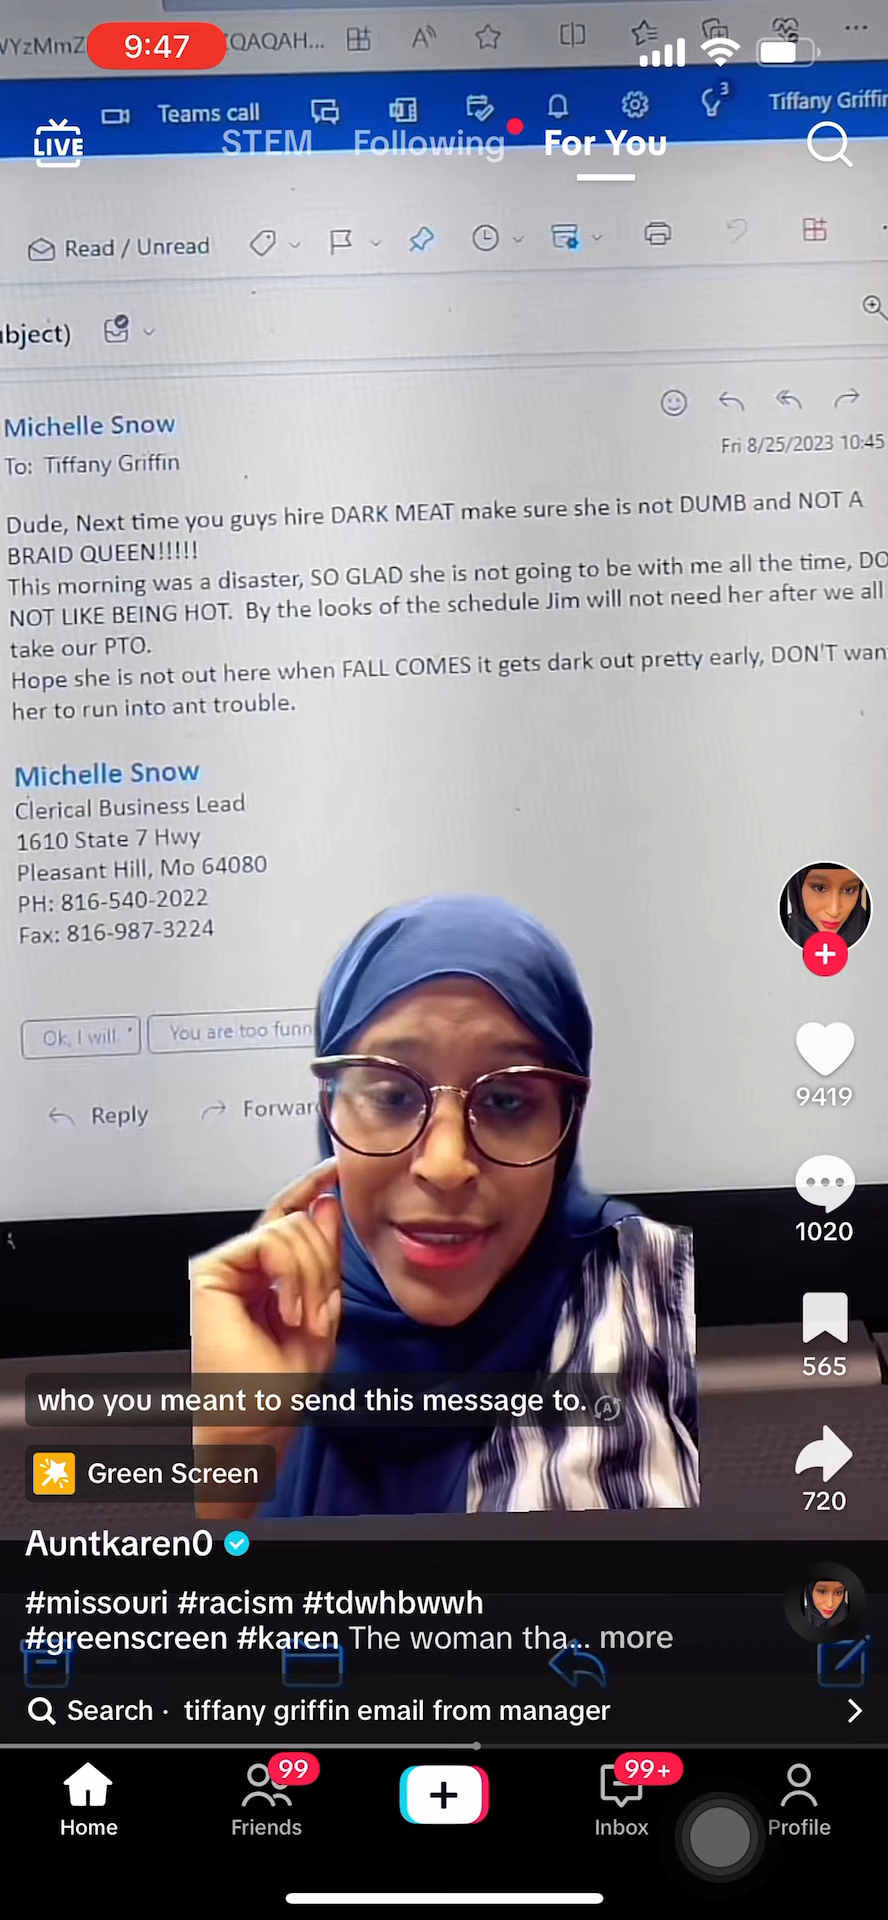 VYzMmZ
9:47
QAQAH...
Teams call
3
Tiffany Griffin
LIVE
STEM
Following
For You
Read / Unread
bject)
Michelle Snow
To: Tiffany Griffin
Fri 8/25/2023 10:45
Dude, Next time you guys hire DARK MEAT make sure she is not DUMB and NOT A
BRAID QUEEN!!!!!
This morning was a disaster, SO GLAD she is not going to be with me all the time, DO
NOT LIKE BEING HOT. By the looks of the schedule Jim will not need her after we all
take our PTO.
Hope she is not out here when FALL COMES it gets dark out pretty early, DON'T wan
her to run into ant trouble.
Michelle Snow
Clerical Business Lead
1610 State 7 Hwy
Pleasant Hill, Mo 64080
PH: 816-540-2022
Fax: 816-987-3224
Ok, I will.
You are too funn
Reply
Forwar
9419
1020
565
720
who you meant to send this message to.
Green Screen
Auntkaren0
#missouri #racism #tdwhbwwh
#greenscreen #karen The woman tha... more
Search · tiffany griffin email from manager
99
99+
Home
Friends
Inbox
Profile